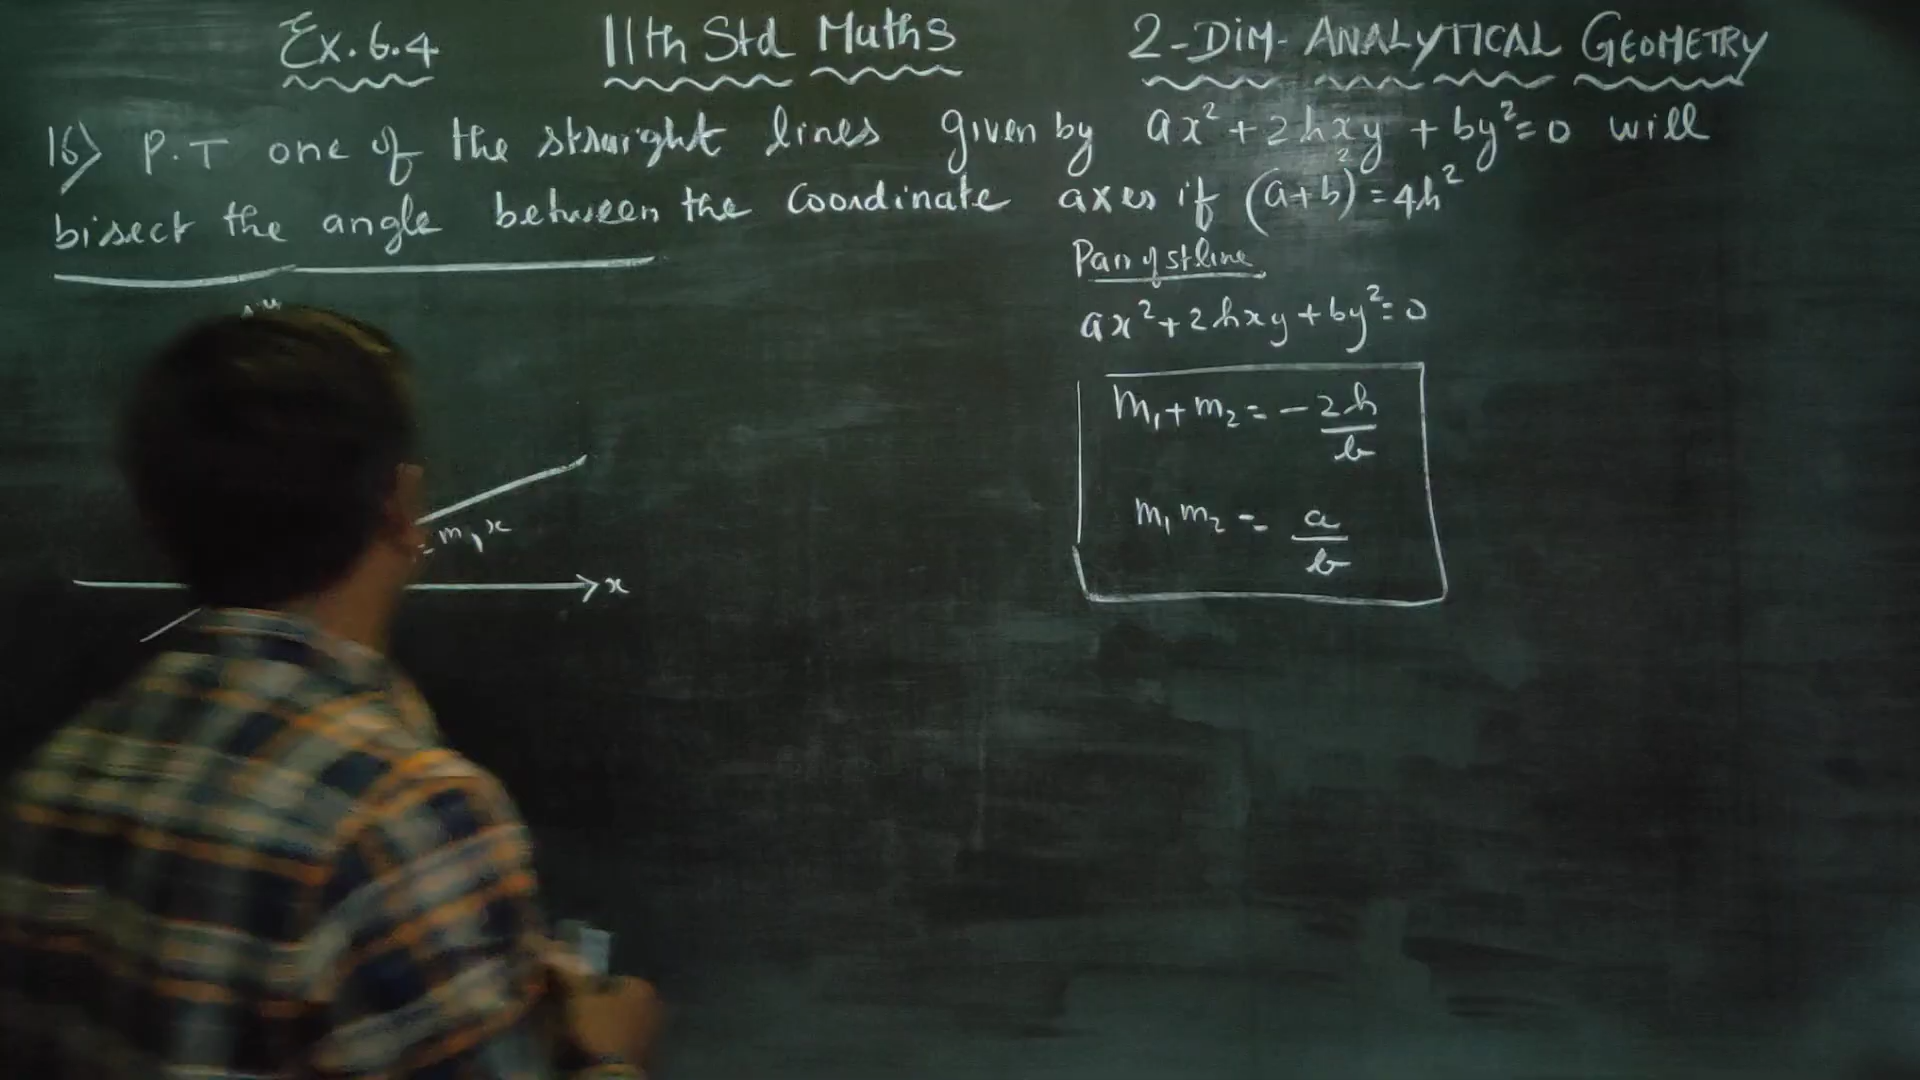 Ex.6.4 11th Std Maths 2-DIM-ANALYTICAL GEOMETRY
16) P.T one of the straight lines given by ax²+2hxy+by²=0 will
bisect the angle between the coordinate axes if (a+b)²=4h²
Pair of st line
ax²+2hxy+by²=0
m₁+m₂=-2h/b
m₁m₂=a/b
=m₁x
x